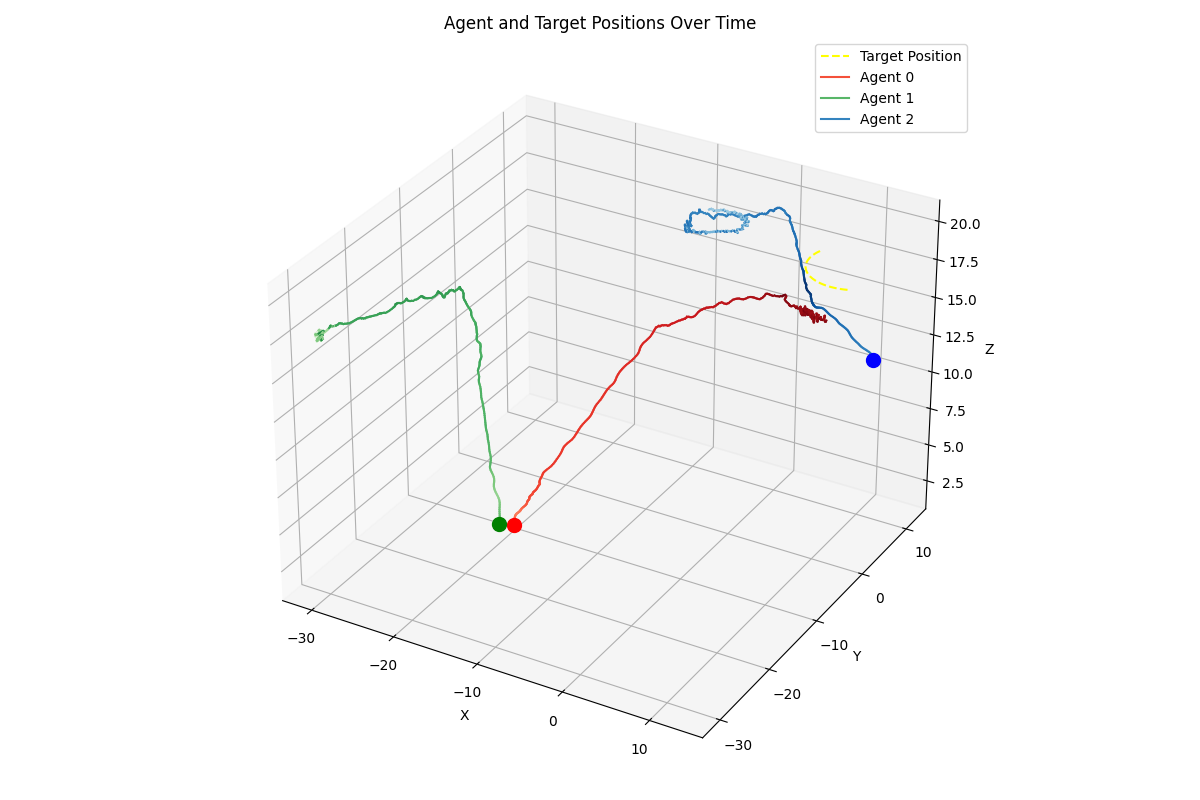 Agent and Target Positions Over Time
Target Position
Agent 0
Agent 1
Agent 2
20.0
17.5
15.0
12.5
10.0
7.5
5.0
2.5
Z
10
0
−10
−20
−30
Y
−30
−20
−10
0
10
X